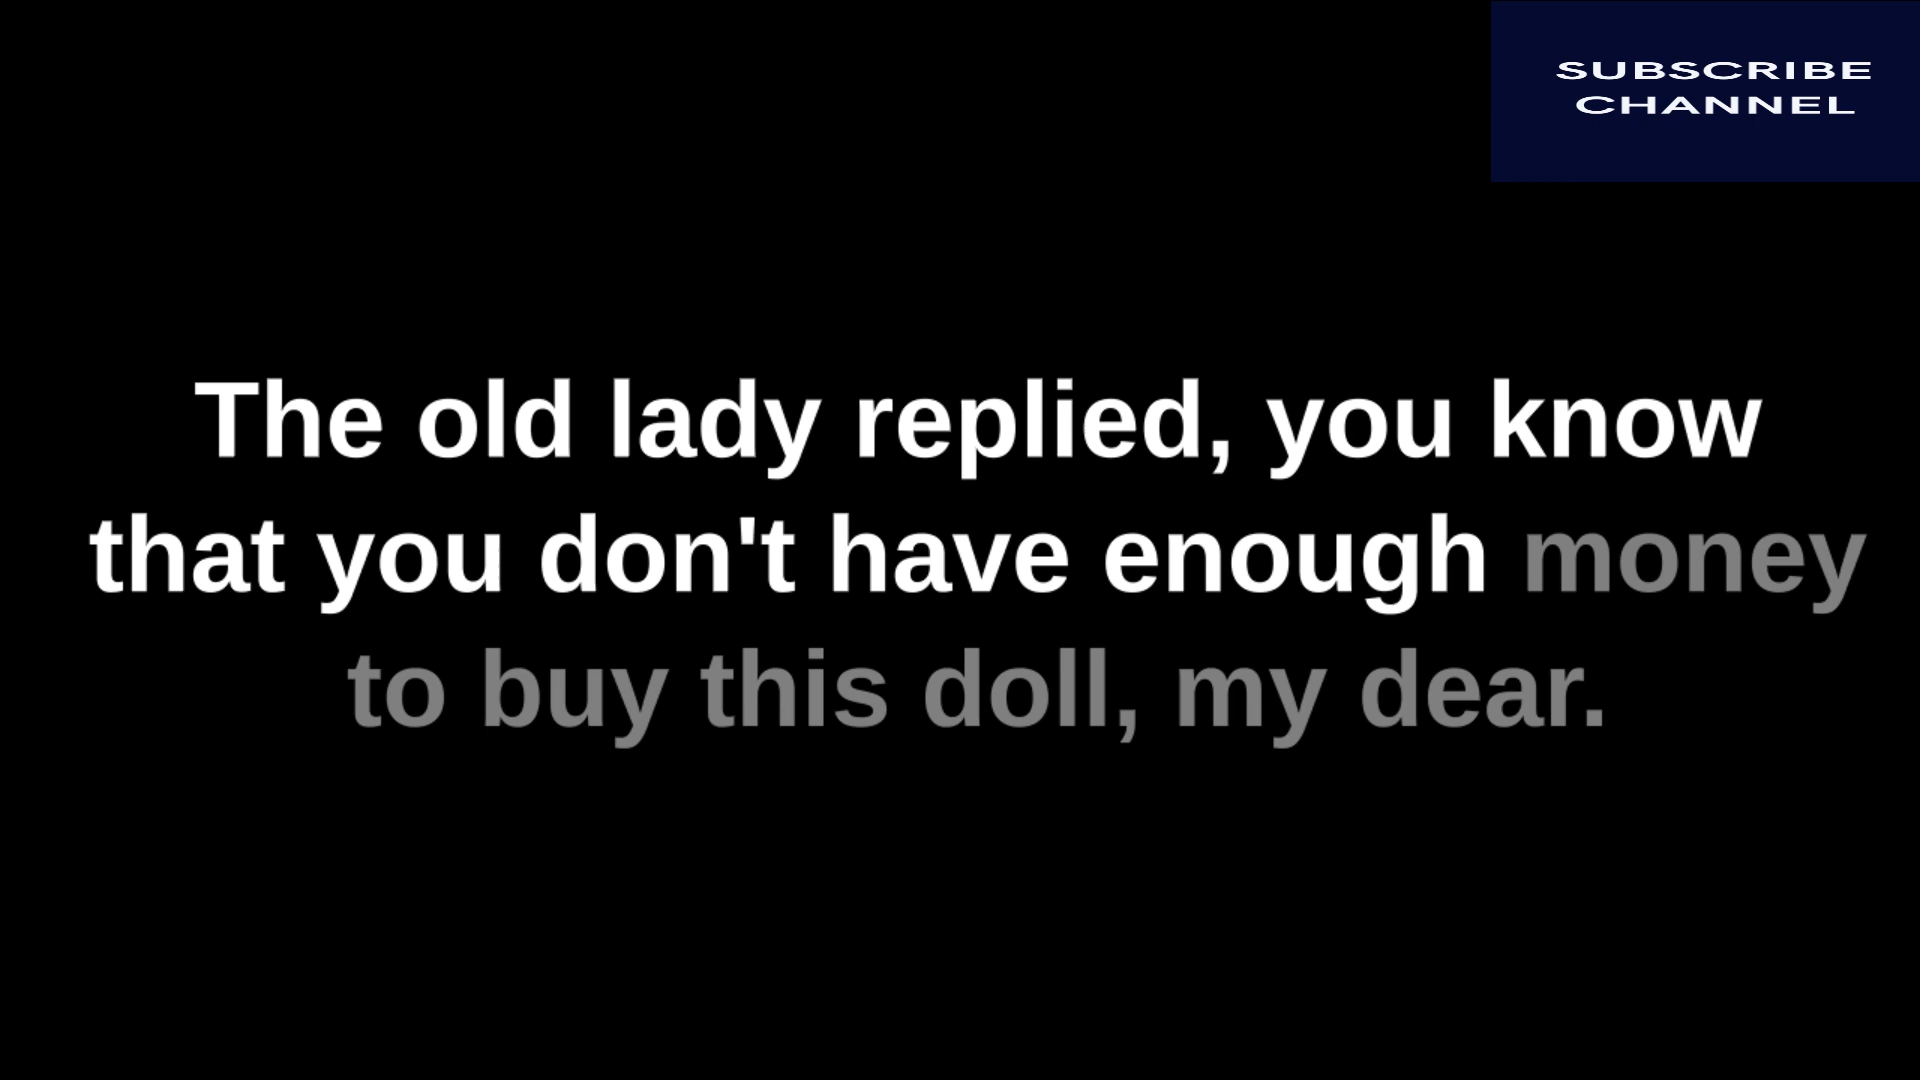 SUBSCRIBE
CHANNEL
The old lady replied, you know
that you don't have enough money
to buy this doll, my dear.